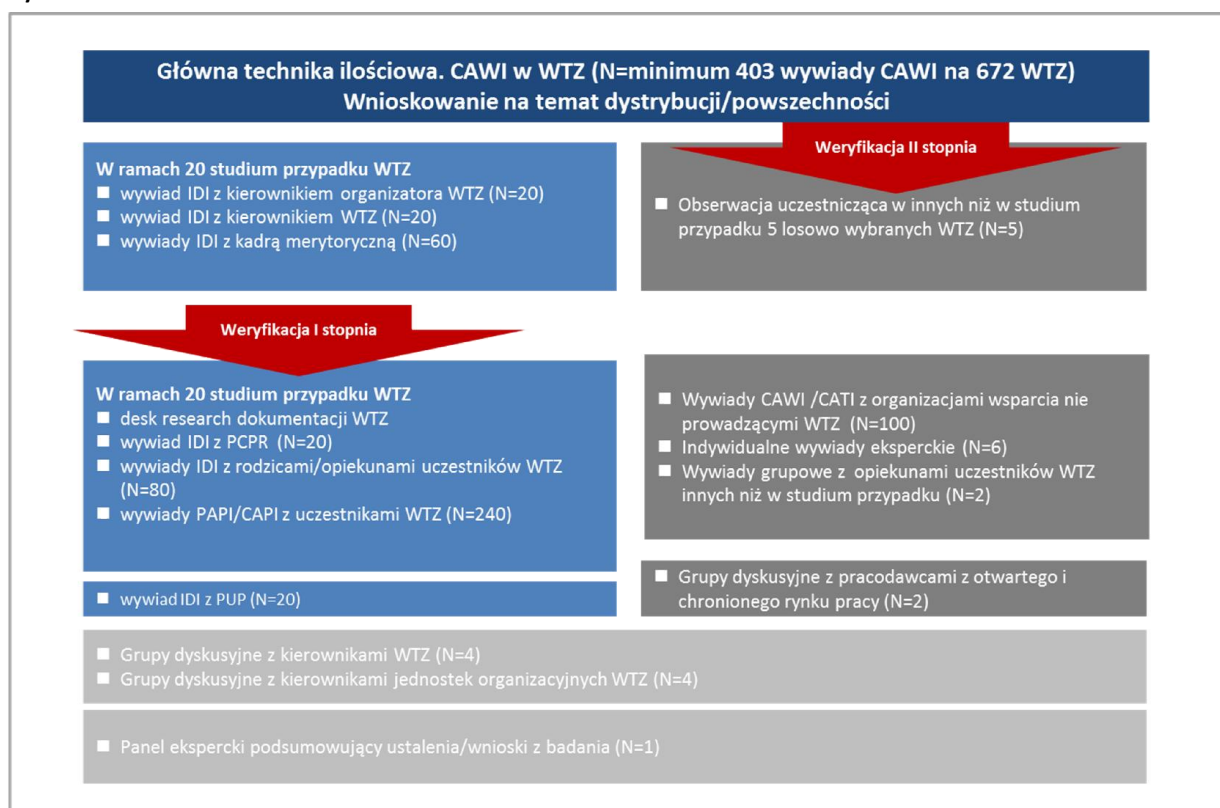 Główna technika ilościowa. CAWI w WTZ (N=minimum 403 wywiady CAWI na 672 WTZ)
Wnioskowanie na temat dystrybucji/powszechności
W ramach 20 studium przypadku WTZ
■ wywiad IDI z kierownikiem organizatora WTZ (N=20)
■ wywiad IDI z kierownikiem WTZ (N=20)
■ wywiady IDI z kadrą merytoryczną (N=60)
Weryfikacja II stopnia
■ Obserwacja uczestnicząca w innych niż w studium
przypadku 5 losowo wybranych WTZ (N=5)
Weryfikacja I stopnia
W ramach 20 studium przypadku WTZ
■ desk research dokumentacji WTZ
■ wywiad IDI z PCPR (N=20)
■ wywiady IDI z rodzicami/opiekunami uczestników WTZ
(N=80)
■ wywiady PAPI/CAPI z uczestnikami WTZ (N=240)
■ Wywiady CAWI /CATI z organizacjami wsparcia nie
prowadzącymi WTZ (N=100)
■ Indywidualne wywiady eksperckie (N=6)
■ Wywiady grupowe z opiekunami uczestników WTZ
innych niż w studium przypadku (N=2)
■ wywiad IDI z PUP (N=20)
■ Grupy dyskusyjne z pracodawcami z otwartego i
chronionego rynku pracy (N=2)
■ Grupy dyskusyjne z kierownikami WTZ (N=4)
■ Grupy dyskusyjne z kierownikami jednostek organizacyjnych WTZ (N=4)
■ Panel ekspercki podsumowujący ustalenia/wnioski z badania (N=1)